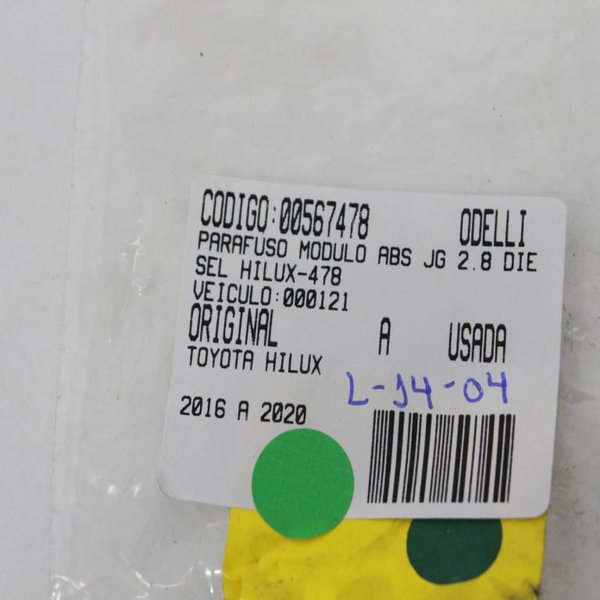 CODIGO:00567478 ODELLI
PARAFUSO MODULO ABS JG 2.8 DIE
SEL HILUX-478
VEICULO:000121
ORIGINAL A USADA
TOYOTA HILUX
L-14-04
2016 A 2020